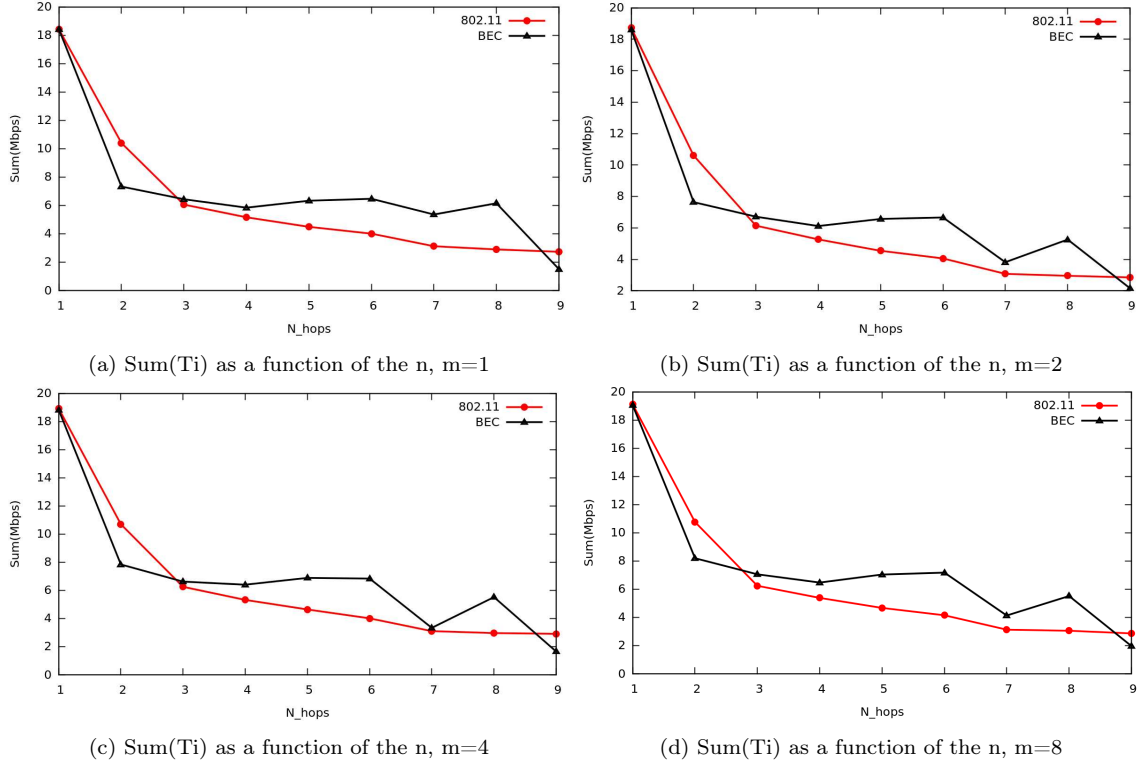 20
18
16
14
12
10
8
6
4
2
0
Sum(Mbps)
802.11
BEC
1 2 3 4 5 6 7 8 9
N_hops
(a) Sum(Ti) as a function of the n, m=1
20
18
16
14
12
10
8
6
4
2
Sum(Mbps)
802.11
BEC
1 2 3 4 5 6 7 8 9
N_hops
(b) Sum(Ti) as a function of the n, m=2
20
18
16
14
12
10
8
6
4
2
0
Sum(Mbps)
802.11
BEC
1 2 3 4 5 6 7 8 9
N_hops
(c) Sum(Ti) as a function of the n, m=4
20
18
16
14
12
10
8
6
4
2
0
Sum(Mbps)
802.11
BEC
1 2 3 4 5 6 7 8 9
N_hops
(d) Sum(Ti) as a function of the n, m=8